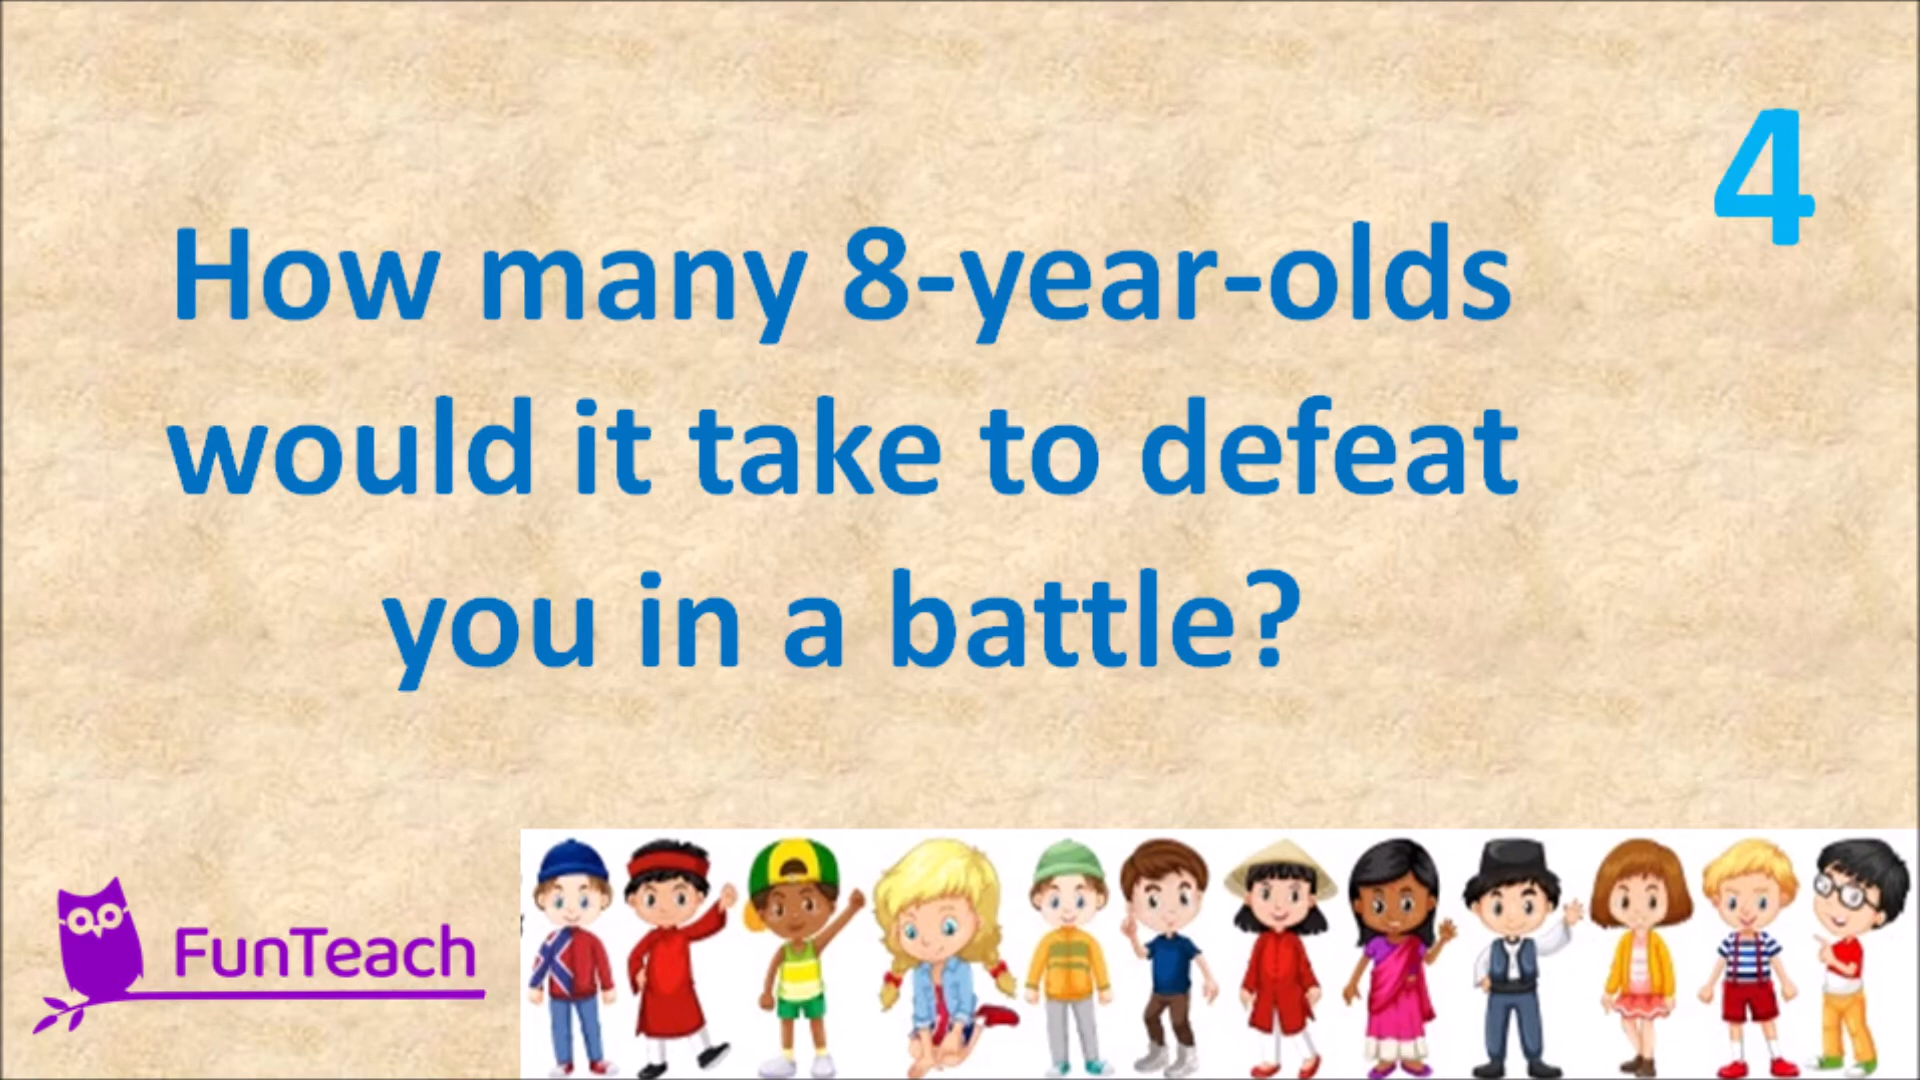 4
How many 8-year-olds
would it take to defeat
you in a battle?
FunTeach